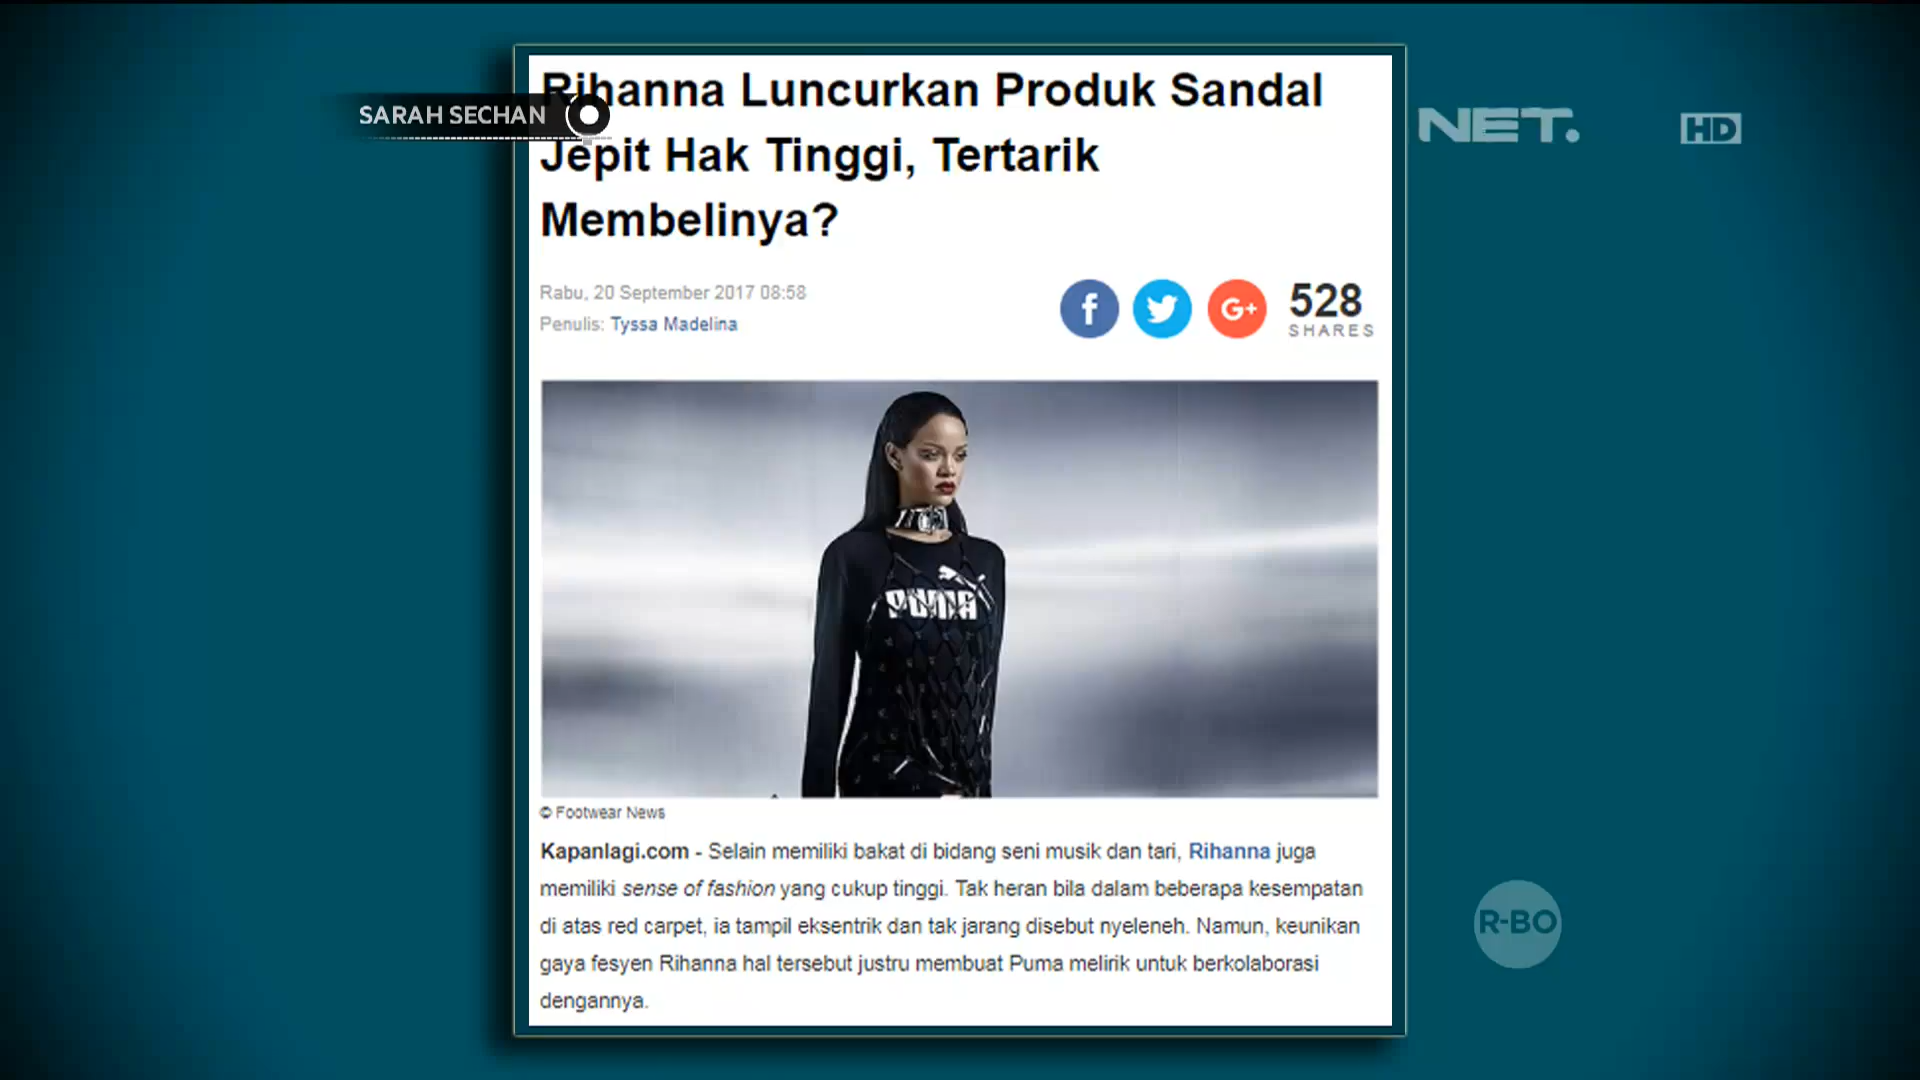 Rihanna Luncurkan Produk Sandal
SARAH SECHAN
NET.
HD
Jepit Hak Tinggi, Tertarik
Membelinya?
Rabu, 20 September 2017 08:58
Penulis: Tyssa Madelina
f
G+
528
SHARES
PUMA
© Footwear News
Kapanlagi.com - Selain memiliki bakat di bidang seni musik dan tari, Rihanna juga
memiliki sense of fashion yang cukup tinggi. Tak heran bila dalam beberapa kesempatan
di atas red carpet, ia tampil eksentrik dan tak jarang disebut nyeleneh. Namun, keunikan
gaya fesyen Rihanna hal tersebut justru membuat Puma melirik untuk berkolaborasi
dengannya.
R-BO